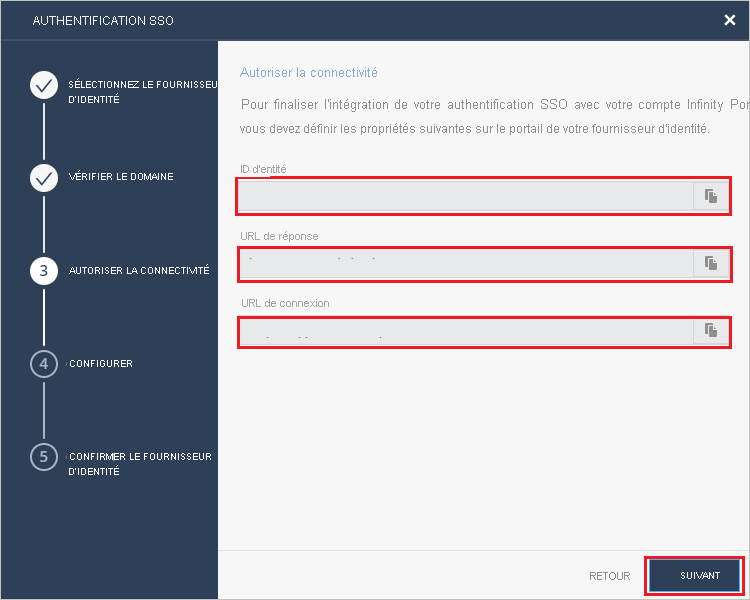 AUTHENTIFICATION SSO
SÉLECTIONNEZ LE FOURNISSEU
D'IDENTITÉ
VÉRIFIER LE DOMAINE
3
AUTORISER LA CONNECTIVITÉ
4
CONFIGURER
5
CONFIRMER LE FOURNISSEUR
D'IDENTITÉ
Autoriser la connectivité
Pour finaliser l'intégration de votre authentification SSO avec votre compte Infinity Por
vous devez définir les propriétés suivantes sur le portail de votre fournisseur d'identité.
ID d'entité
URL de réponse
URL de connexion
RETOUR
SUIVANT